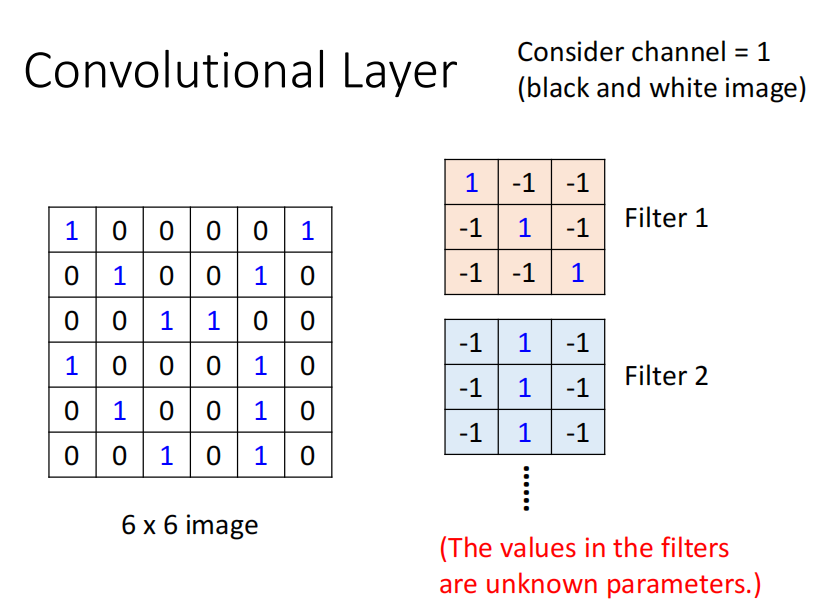 Convolutional Layer
Consider channel = 1
(black and white image)
1 0 0 0 0 1
0 1 0 0 1 0
0 0 1 1 0 0
1 0 0 0 1 0
0 1 0 0 1 0
0 0 1 0 1 0
6 x 6 image
1 -1 -1
-1 1 -1
-1 -1 1
Filter 1
-1 1 -1
-1 1 -1
-1 1 -1
Filter 2
(The values in the filters
are unknown parameters.)